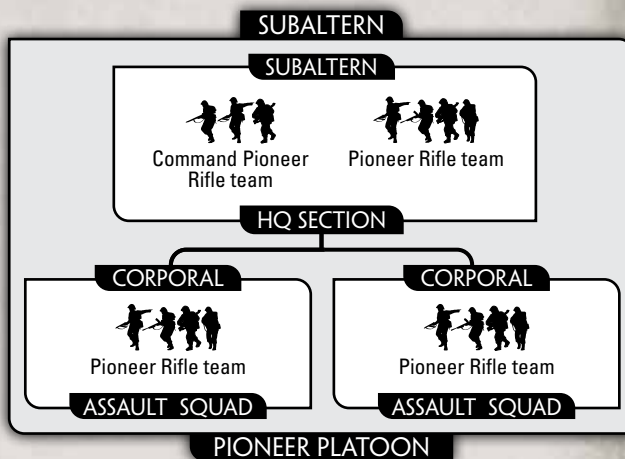 SUBALTERN
SUBALTERN
Command Pioneer
Rifle team
Pioneer Rifle team
HQ SECTION
CORPORAL
Pioneer Rifle team
ASSAULT SQUAD
CORPORAL
Pioneer Rifle team
ASSAULT SQUAD
PIONEER PLATOON